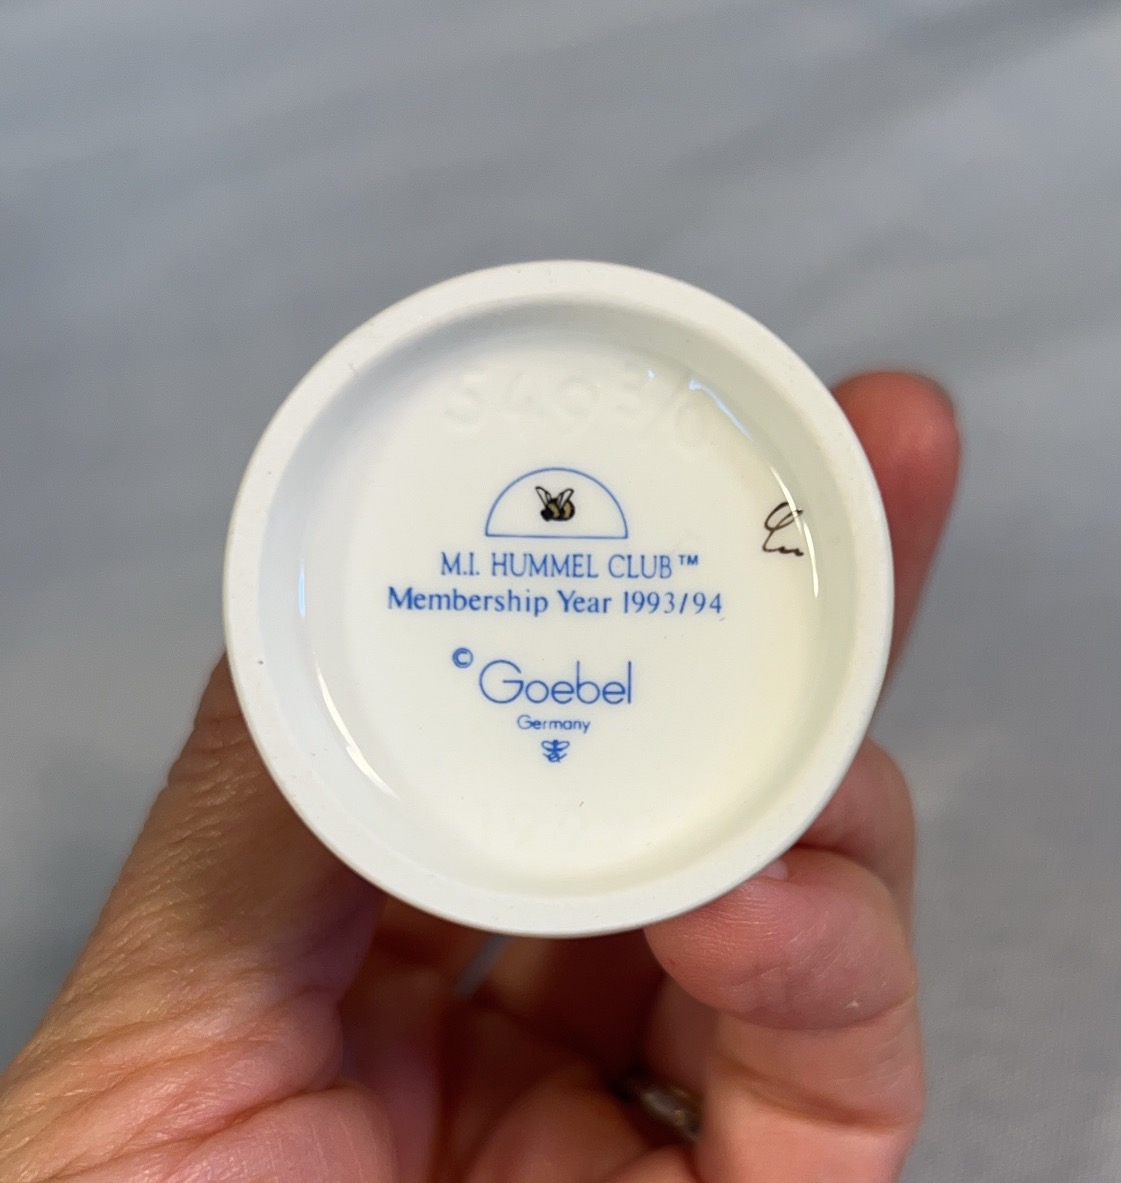 M.I. HUMMEL CLUB™
Membership Year 1993/94
© Goebel
Germany